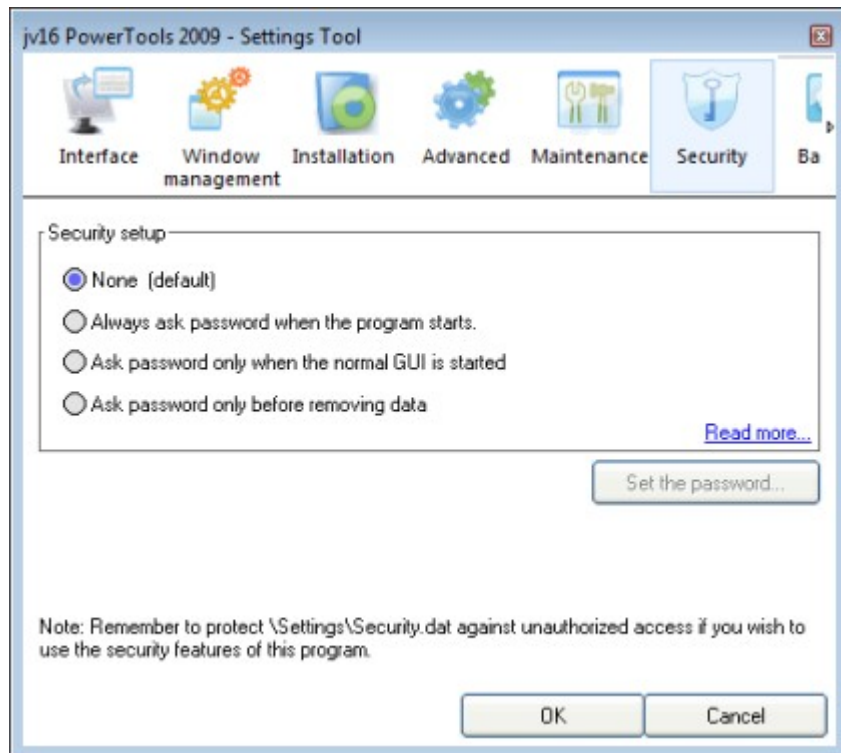 jv16 PowerTools 2009 - Settings Tool
Interface
Window
management
Installation
Advanced
Maintenance
Security
Ba
Security setup
None (default)
Always ask password when the program starts.
Ask password only when the normal GUI is started
Ask password only before removing data
Read more...
Set the password...
Note: Remember to protect \Settings\Security.dat against unauthorized access if you wish to
use the security features of this program.
OK
Cancel